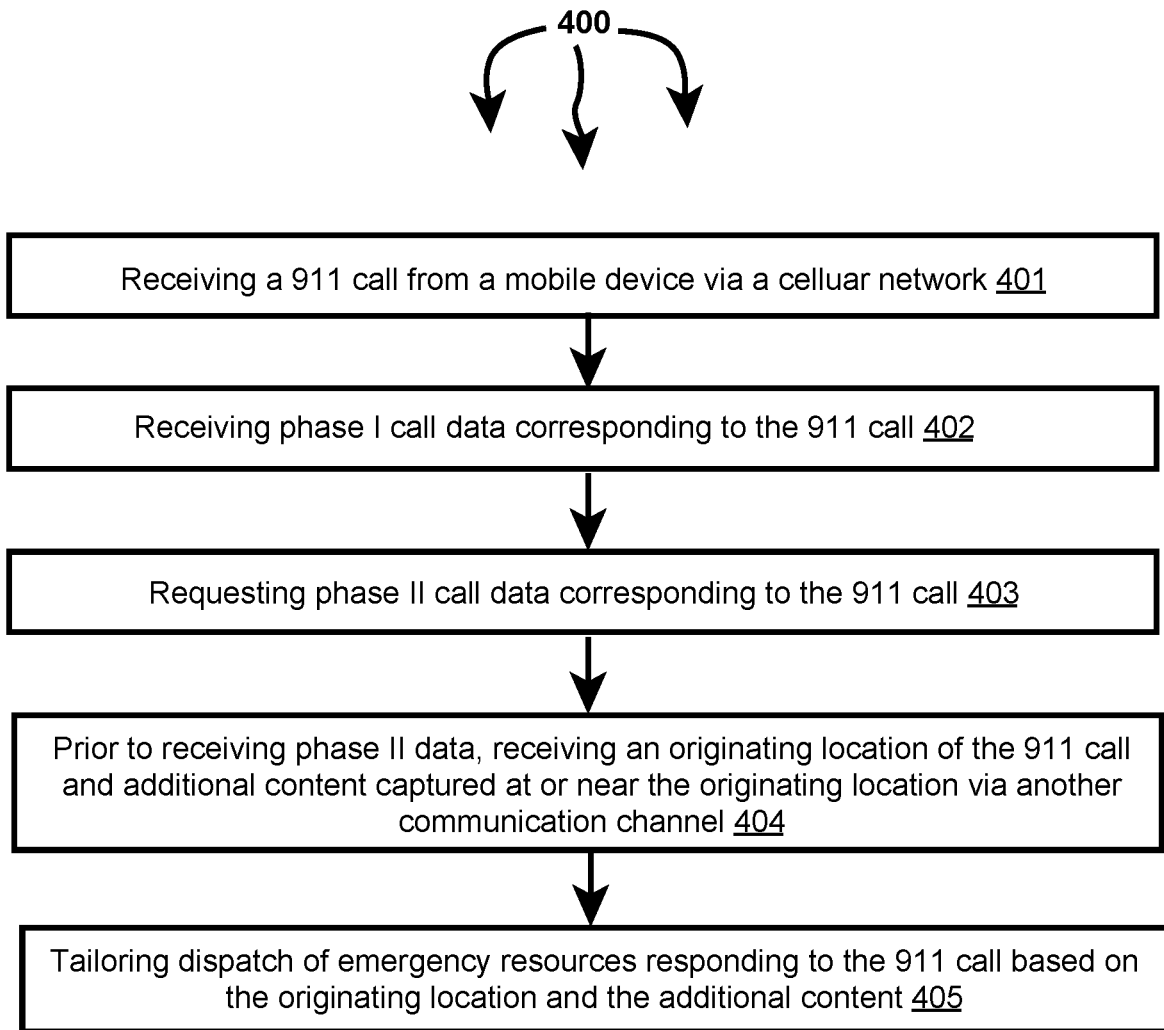 400
Receiving a 911 call from a mobile device via a celluar network 401
Receiving phase I call data corresponding to the 911 call 402
Requesting phase II call data corresponding to the 911 call 403
Prior to receiving phase II data, receiving an originating location of the 911 call
and additional content captured at or near the originating location via another
communication channel 404
Tailoring dispatch of emergency resources responding to the 911 call based on
the originating location and the additional content 405